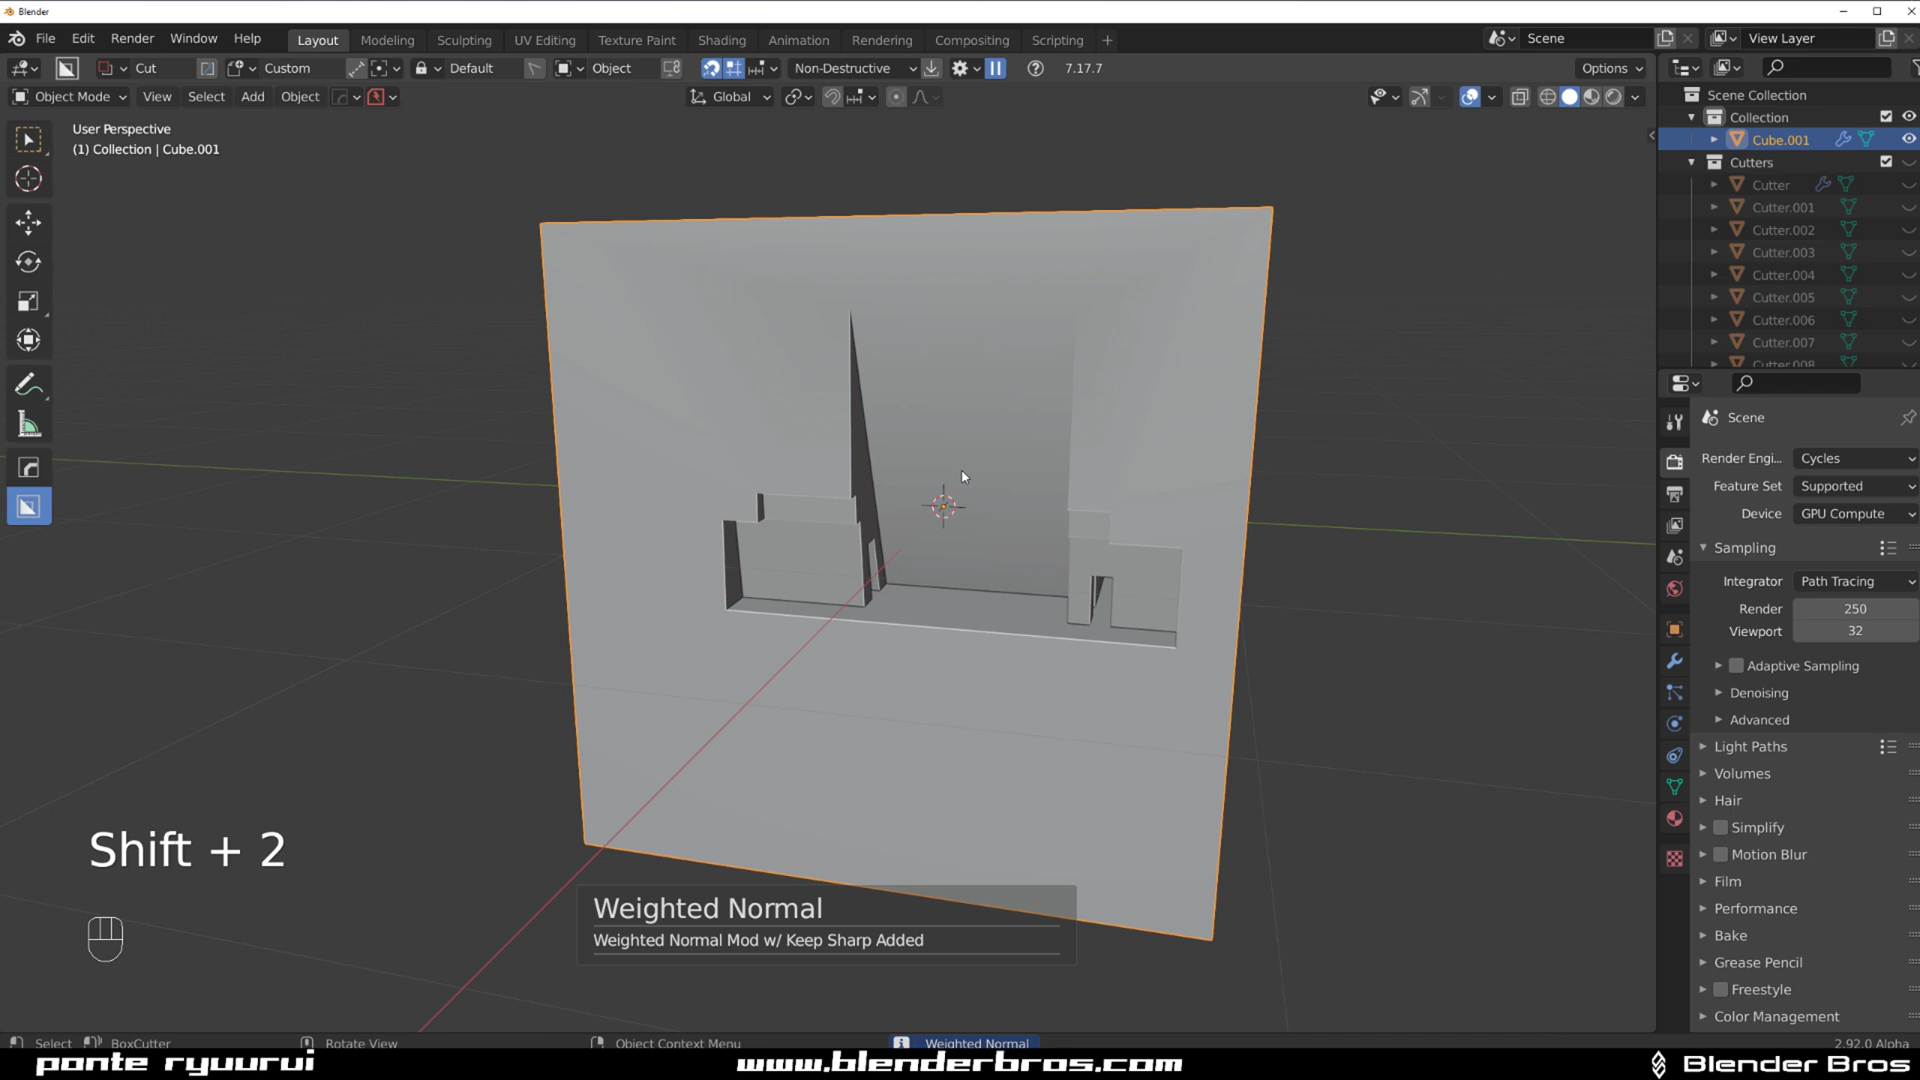 Blender
File Edit Render Window Help Layout Modeling Sculpting UV Editing Texture Paint Shading Animation Rendering Compositing Scripting + Scene View Layer
Cut Custom Default Object Non-Destructive 7.17.7 Options
Object Mode View Select Add Object Global
User Perspective
(1) Collection | Cube.001
Scene Collection
Collection
Cube.001
Cutters
Cutter
Cutter.001
Cutter.002
Cutter.003
Cutter.004
Cutter.005
Cutter.006
Cutter.007
Cutter.008
Scene
Render Engi... Cycles
Feature Set Supported
Device GPU Compute
Sampling
Integrator Path Tracing
Render 250
Viewport 32
Adaptive Sampling
Denoising
Advanced
Light Paths
Volumes
Hair
Simplify
Motion Blur
Film
Performance
Bake
Grease Pencil
Freestyle
Color Management
Shift + 2
Weighted Normal
Weighted Normal Mod w/ Keep Sharp Added
Select BoxCutter Rotate View Object Context Menu Weighted Normal 2.92.0 Alpha
ponte ryuurui www.blenderbros.com Blender Bros